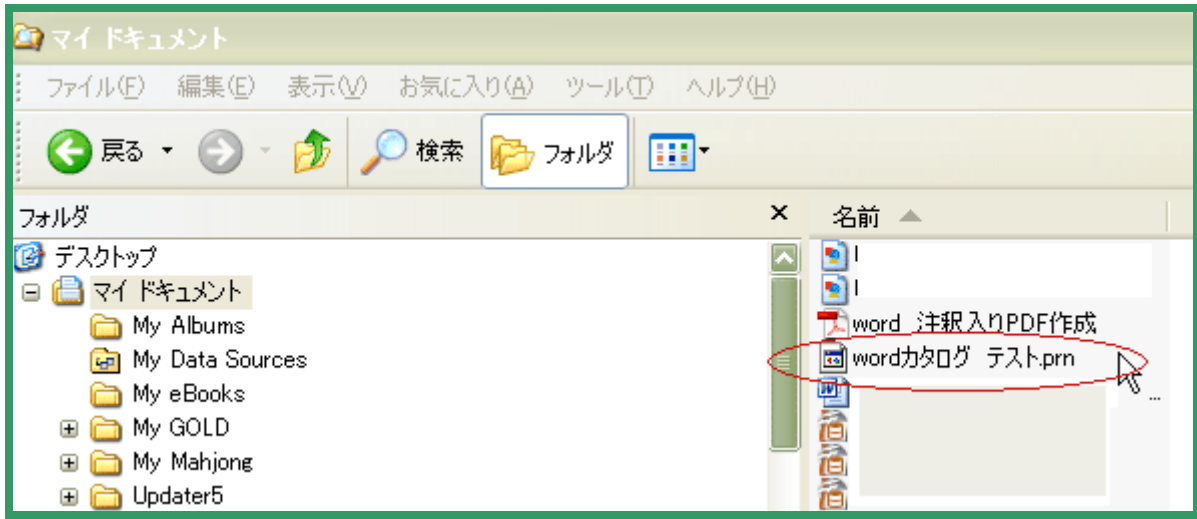 マイ ドキュメント
ファイル(F) 編集(E) 表示(V) お気に入り(A) ツール(T) ヘルプ(H)
戻る 検索 フォルダ
フォルダ × 名前
デスクトップ
マイ ドキュメント
My Albums
My Data Sources
My eBooks
My GOLD
My Mahjong
Updater5
l
l
word 注釈入りPDF作成
wordカタログ テスト.prn
...